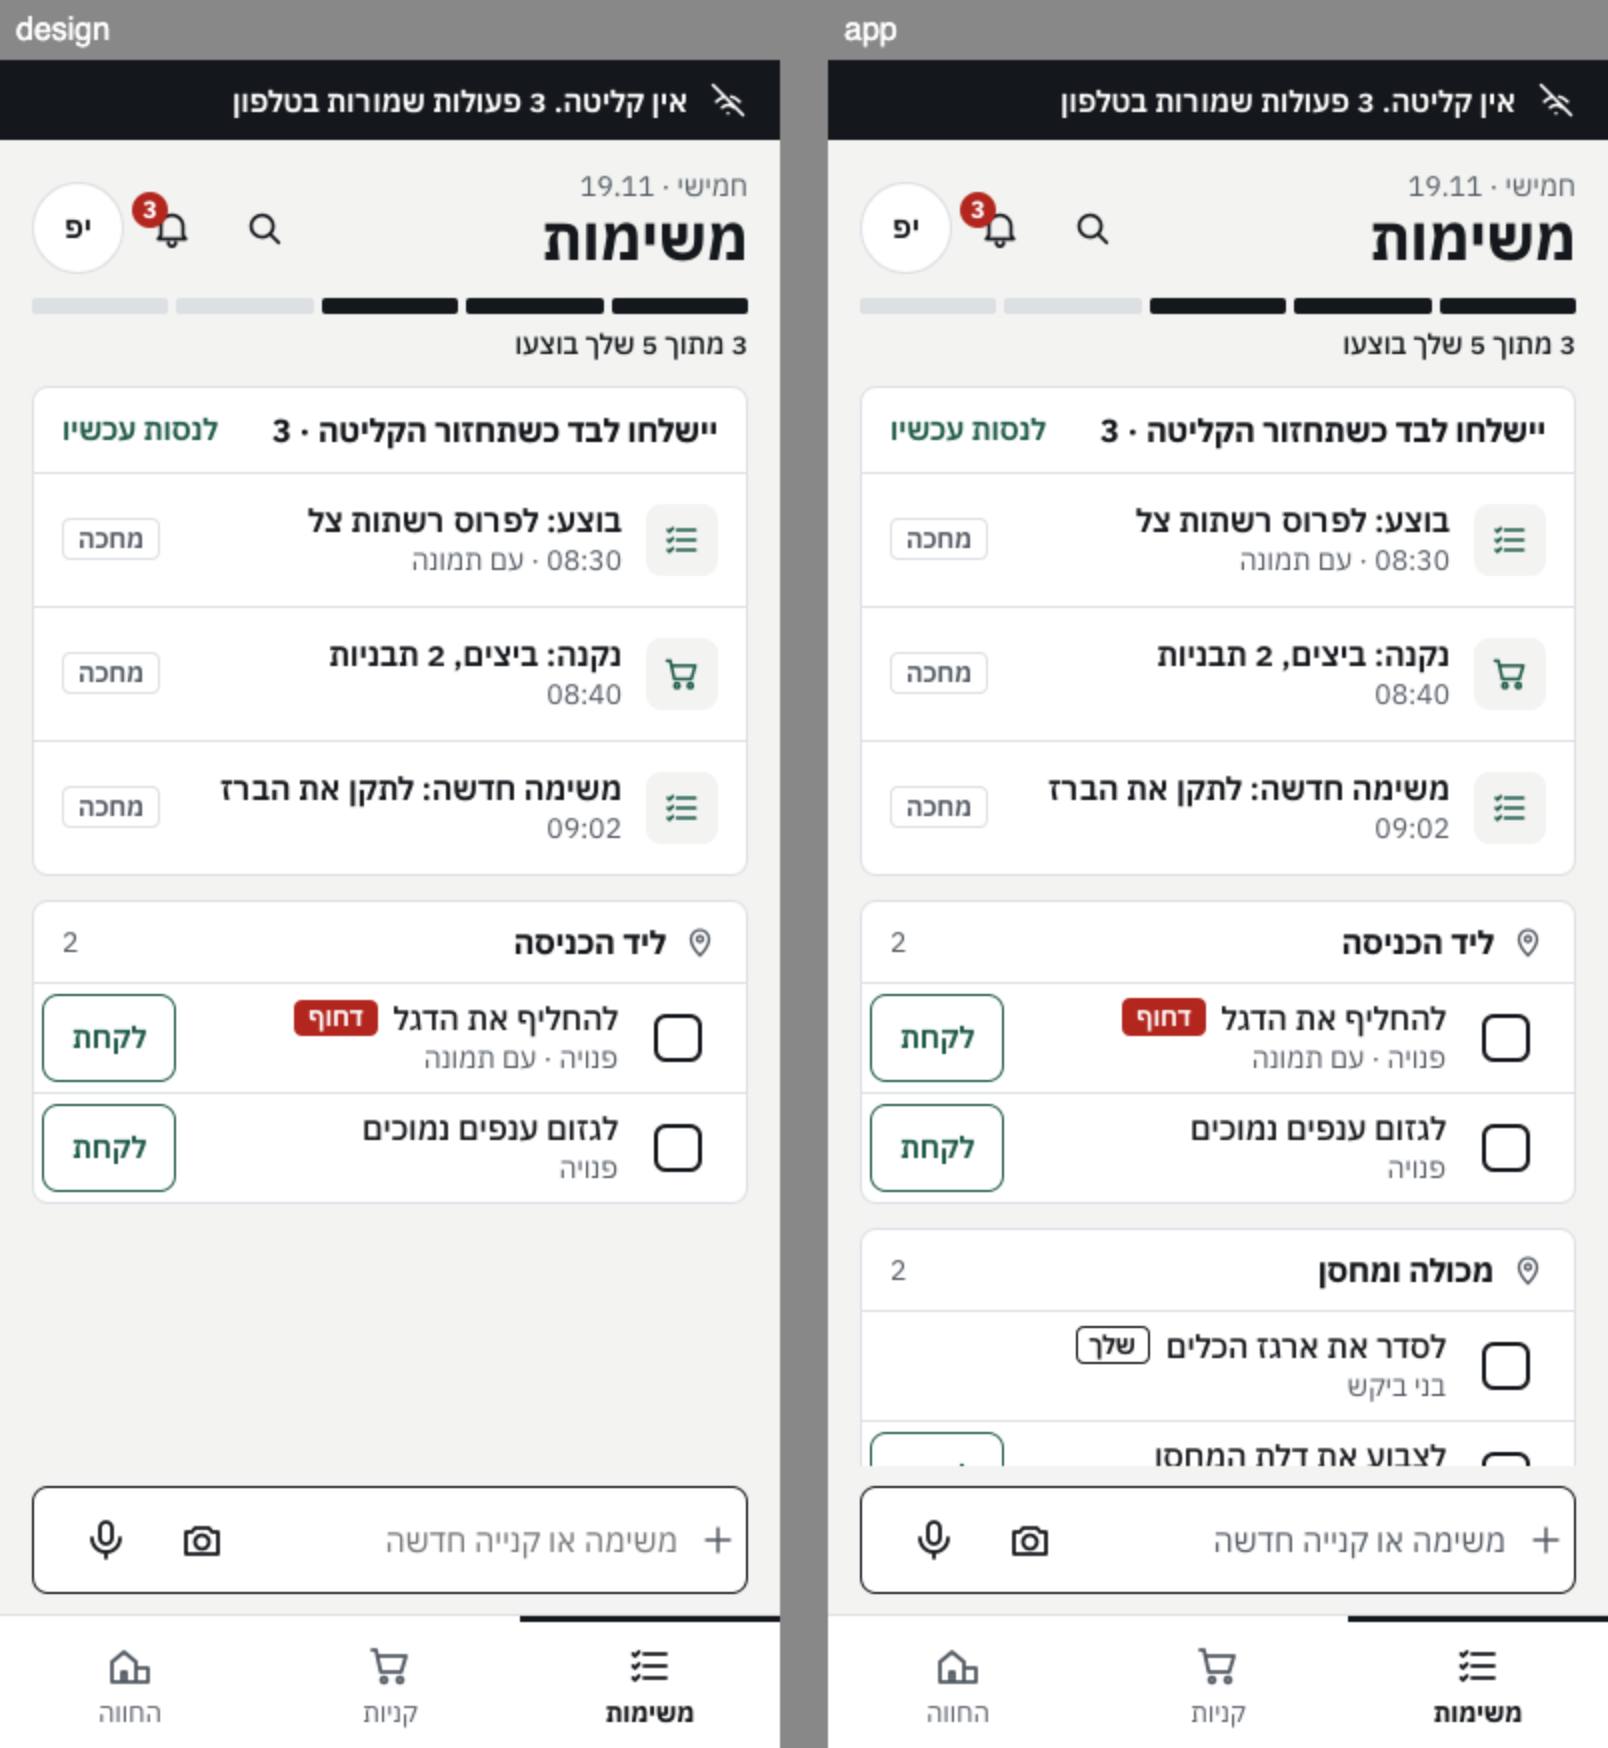 design
אין קליטה. 3 פעולות שמורות בטלפון
חמישי · 19.11
משימות
3
יפ
3 מתוך 5 שלך בוצעו
יישלחו לבד כשתחזור הקליטה · 3
לנסות עכשיו
בוצע: לפרוס רשתות צל
08:30 · עם תמונה
מחכה
נקנה: ביצים, 2 תבניות
08:40
מחכה
משימה חדשה: לתקן את הברז
09:02
מחכה
ליד הכניסה
2
להחליף את הדגל
דחוף
פנויה · עם תמונה
לקחת
לגזום ענפים נמוכים
פנויה
לקחת
משימה או קנייה חדשה
משימות
קניות
החווה
app
אין קליטה. 3 פעולות שמורות בטלפון
חמישי · 19.11
משימות
3
יפ
3 מתוך 5 שלך בוצעו
יישלחו לבד כשתחזור הקליטה · 3
לנסות עכשיו
בוצע: לפרוס רשתות צל
08:30 · עם תמונה
מחכה
נקנה: ביצים, 2 תבניות
08:40
מחכה
משימה חדשה: לתקן את הברז
09:02
מחכה
ליד הכניסה
2
להחליף את הדגל
דחוף
פנויה · עם תמונה
לקחת
לגזום ענפים נמוכים
פנויה
לקחת
מכולה ומחסן
2
לסדר את ארגז הכלים
שלך
בני ביקש
לצבוע את דלת המחסן
משימה או קנייה חדשה
משימות
קניות
החווה